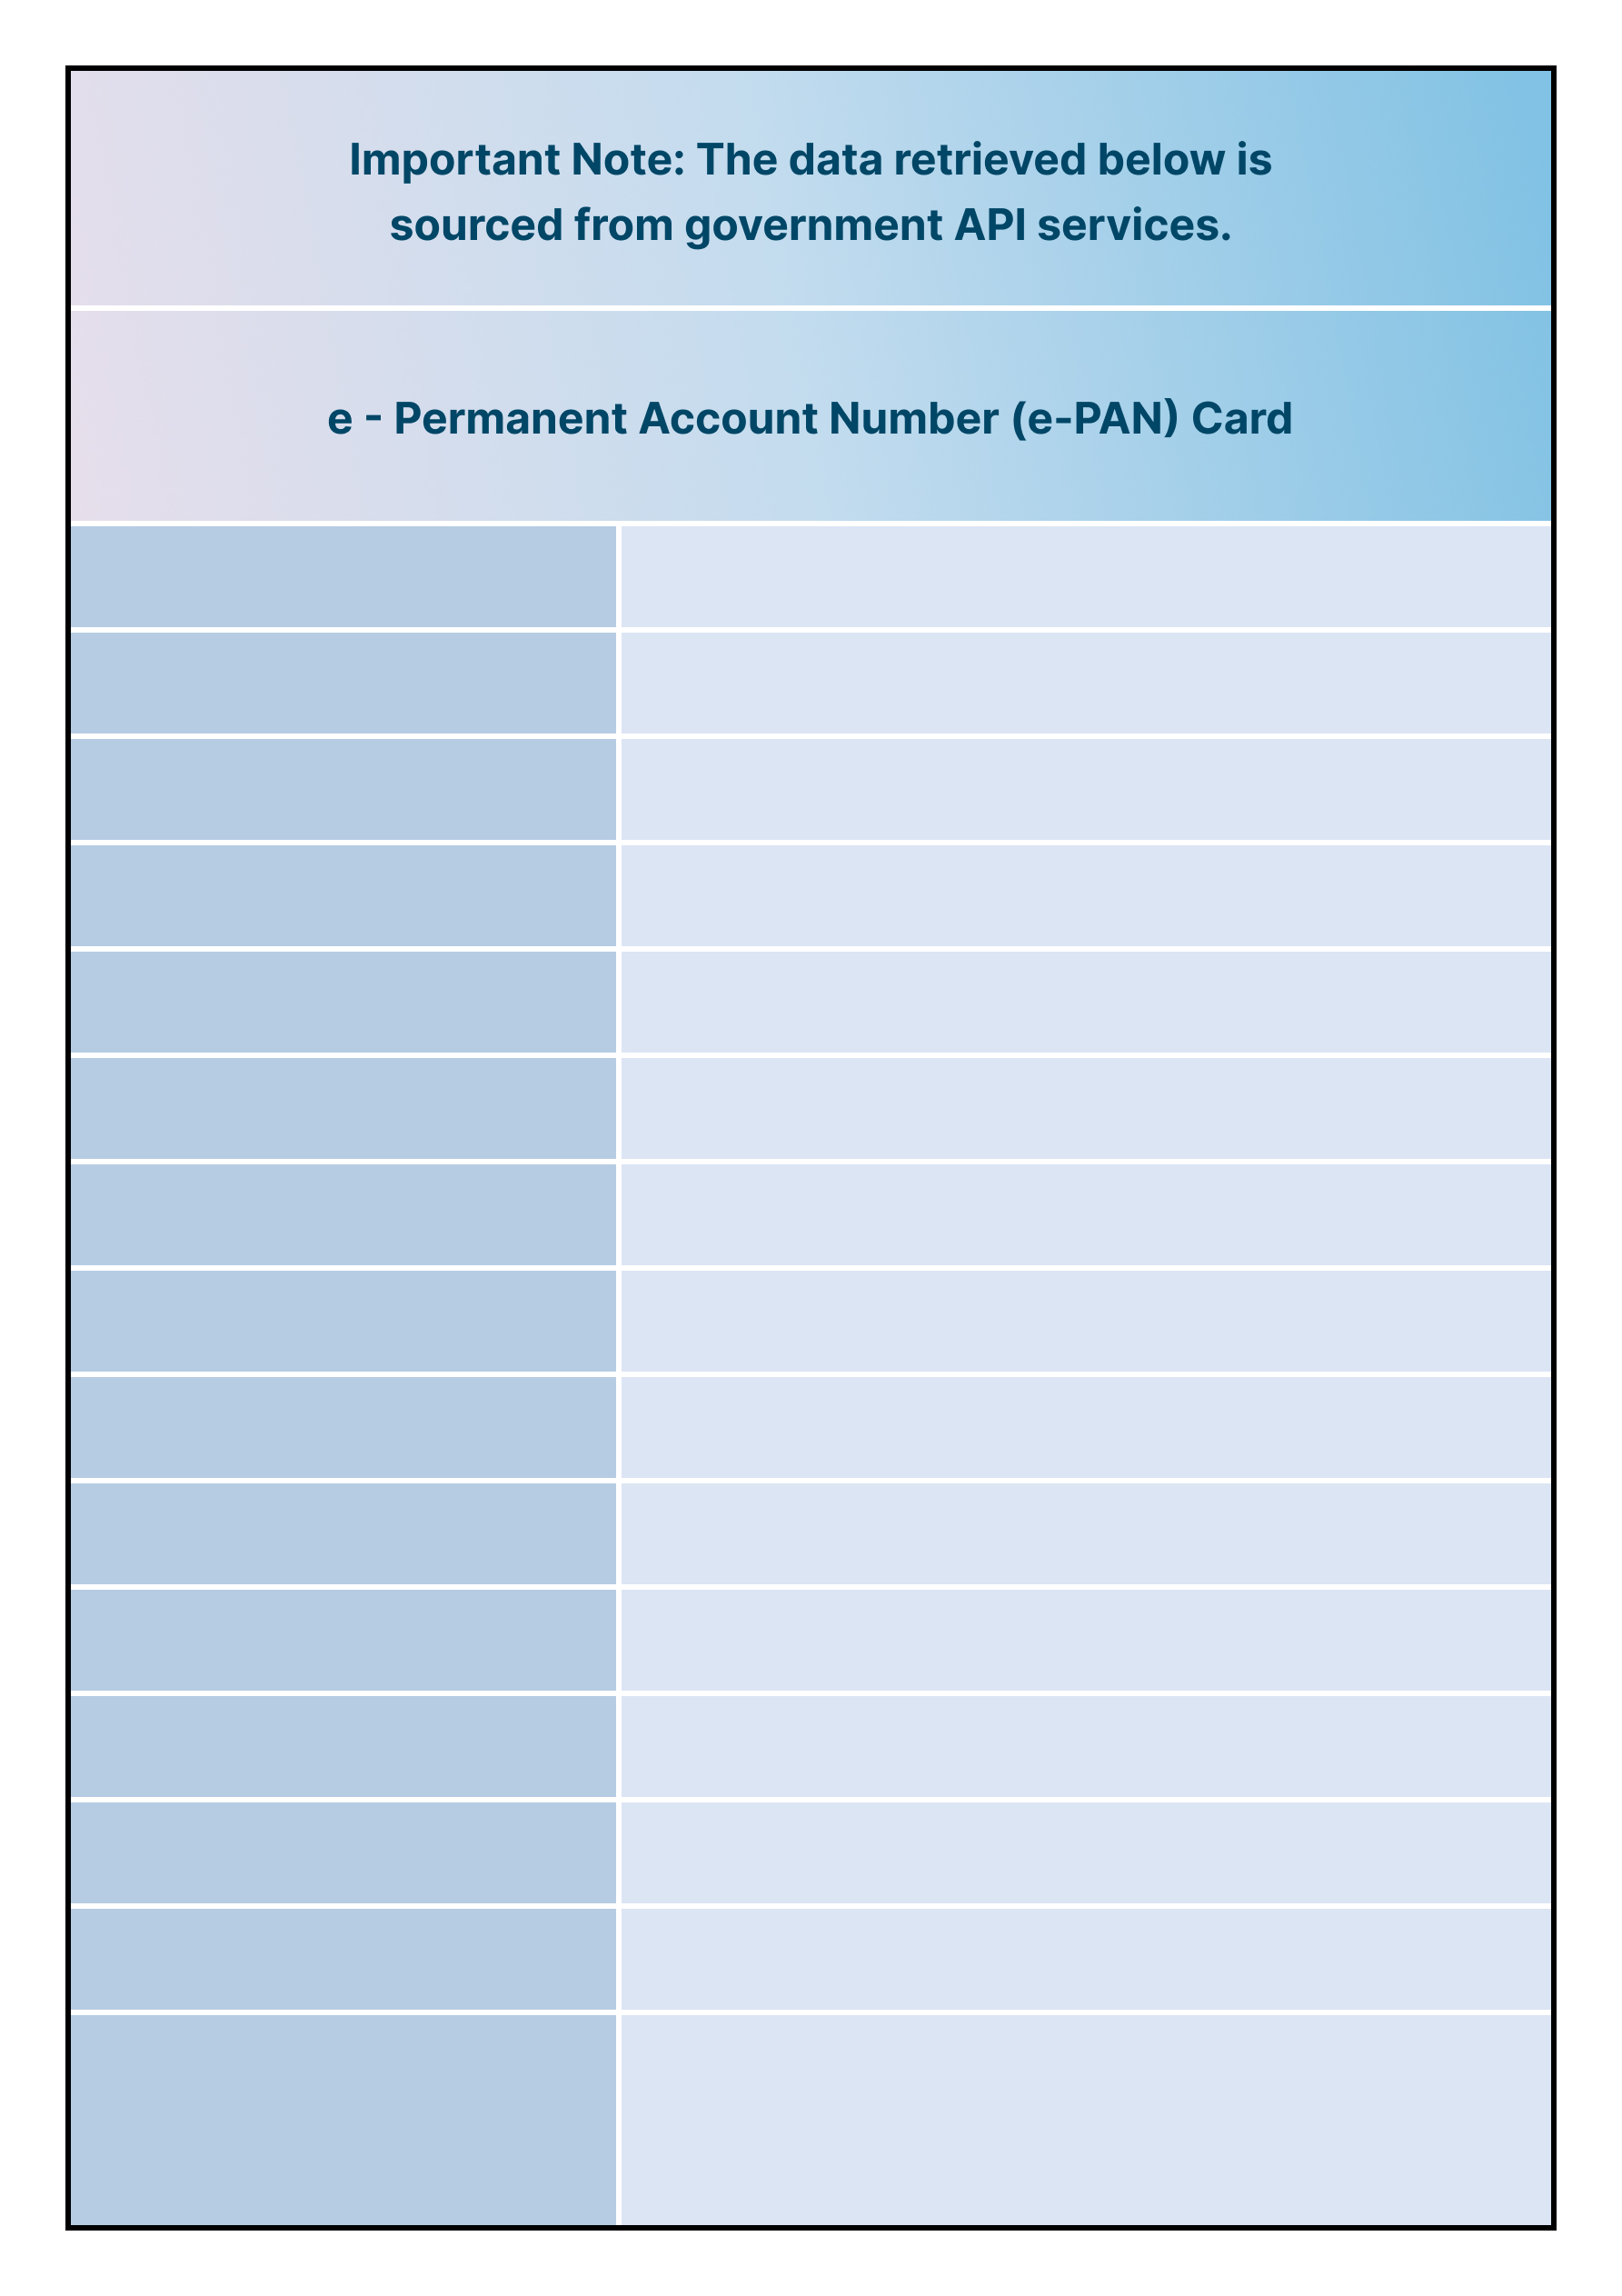 Important Note: The data retrieved below is
sourced from government API services.
e - Permanent Account Number (e-PAN) Card